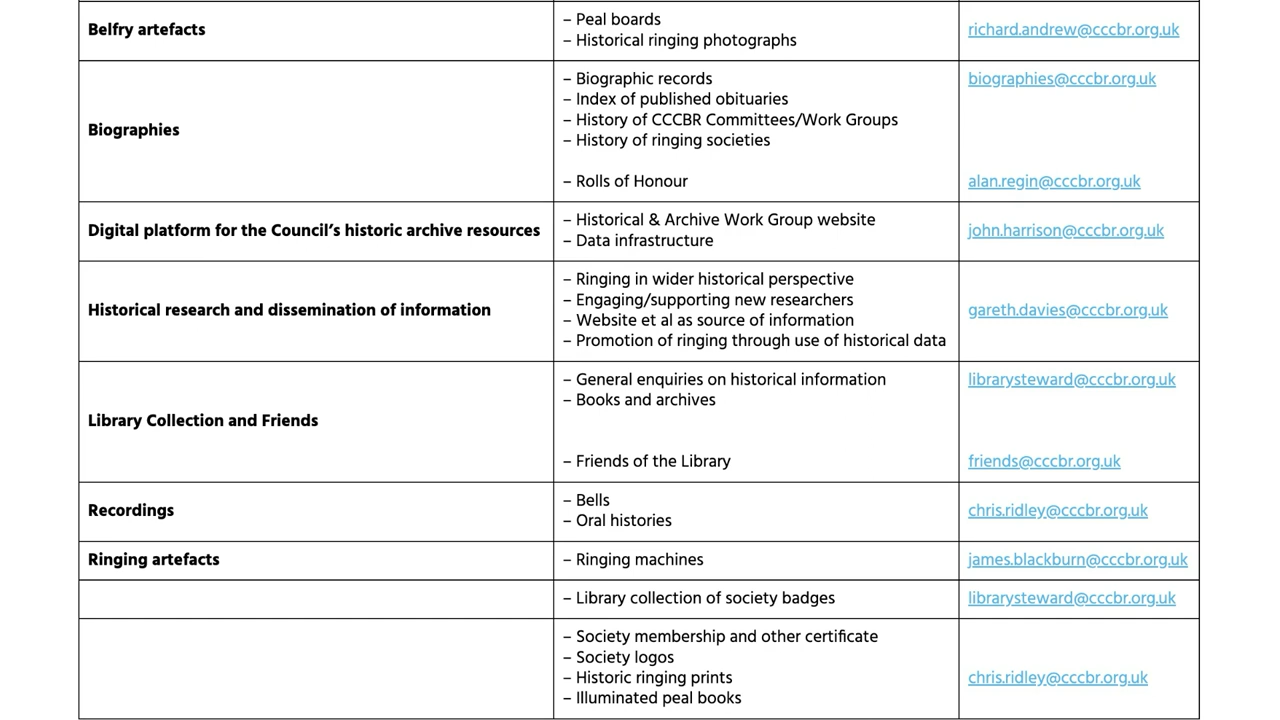 Belfry artefacts
– Peal boards
– Historical ringing photographs
richard.andrew@cccbr.org.uk
Biographies
– Biographic records
– Index of published obituaries
– History of CCCBR Committees/Work Groups
– History of ringing societies
– Rolls of Honour
biographies@cccbr.org.uk
alan.regin@cccbr.org.uk
Digital platform for the Council’s historic archive resources
– Historical & Archive Work Group website
– Data infrastructure
john.harrison@cccbr.org.uk
Historical research and dissemination of information
– Ringing in wider historical perspective
– Engaging/supporting new researchers
– Website et al as source of information
– Promotion of ringing through use of historical data
gareth.davies@cccbr.org.uk
Library Collection and Friends
– General enquiries on historical information
– Books and archives
– Friends of the Library
librarysteward@cccbr.org.uk
friends@cccbr.org.uk
Recordings
– Bells
– Oral histories
chris.ridley@cccbr.org.uk
Ringing artefacts
– Ringing machines
james.blackburn@cccbr.org.uk
– Library collection of society badges
librarysteward@cccbr.org.uk
– Society membership and other certificate
– Society logos
– Historic ringing prints
– Illuminated peal books
chris.ridley@cccbr.org.uk